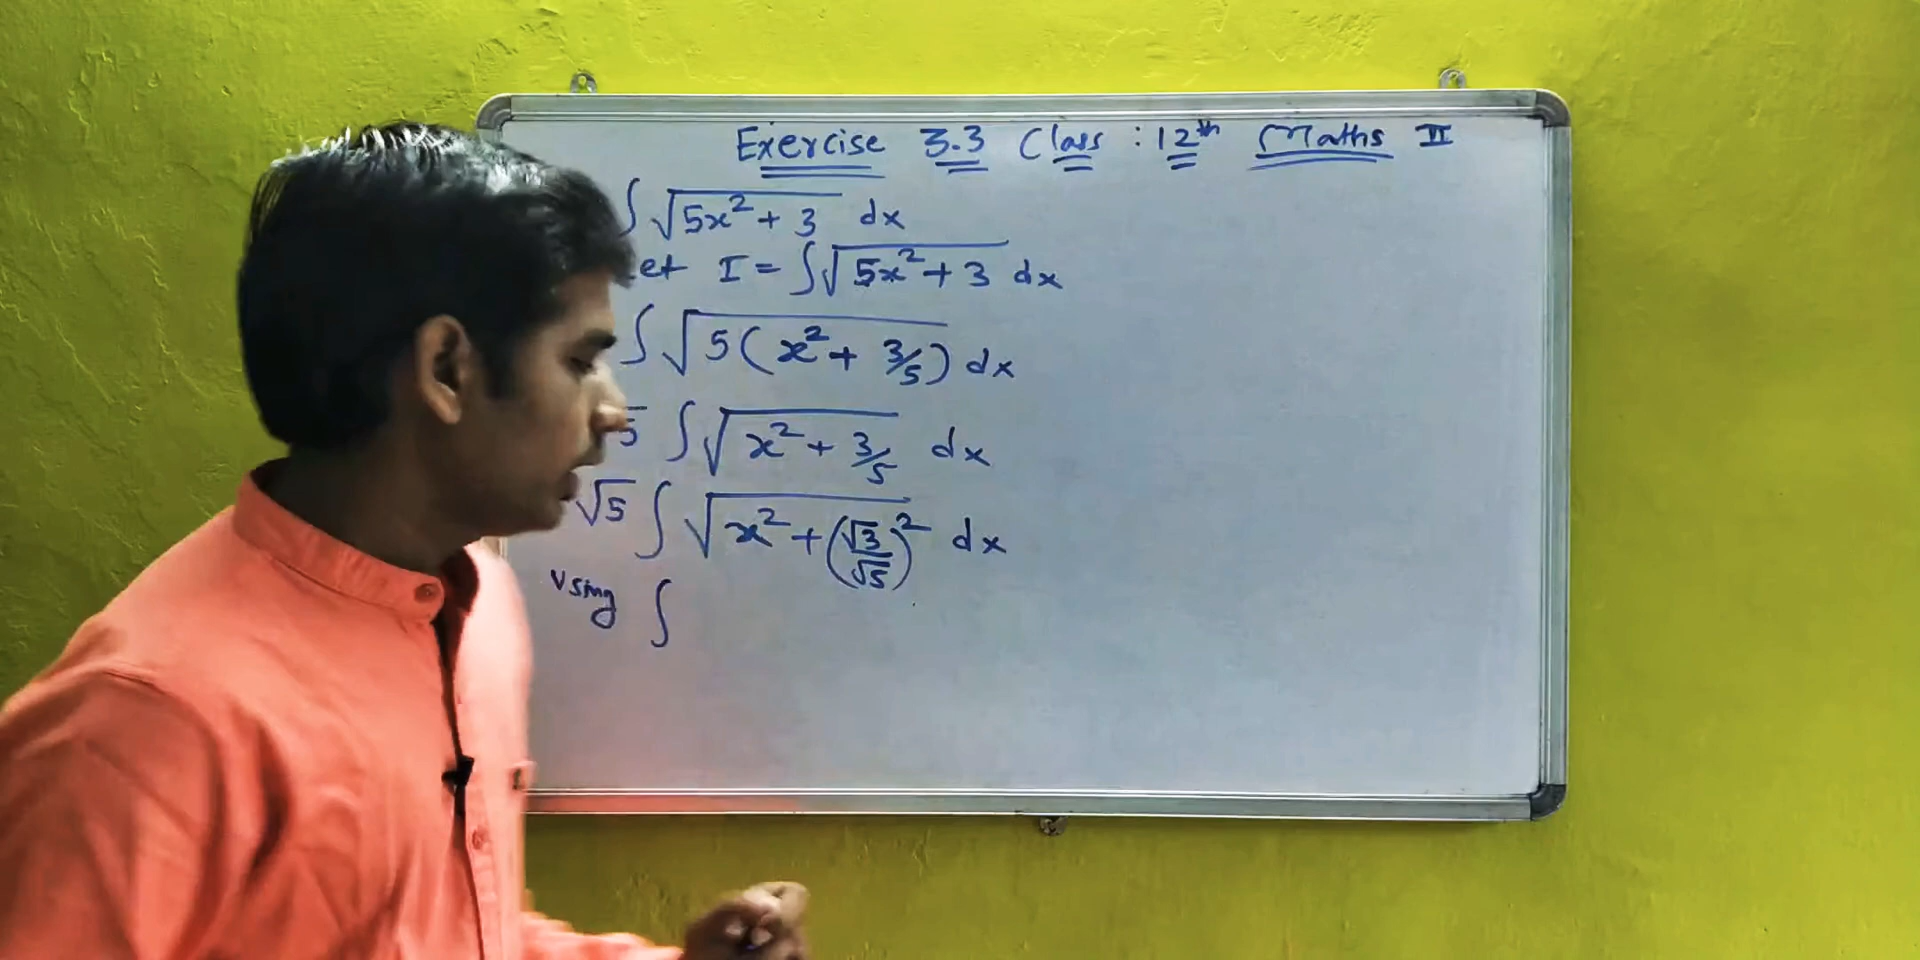 Exercise 3.3 Class : 12th Maths II
∫ √(5x² + 3) dx
et I = ∫ √(5x² + 3) dx
∫ √(5(x² + 3/5)) dx
5 ∫ √(x² + 3/5) dx
√5 ∫ √(x² + (√3/√5)²) dx
Using ∫